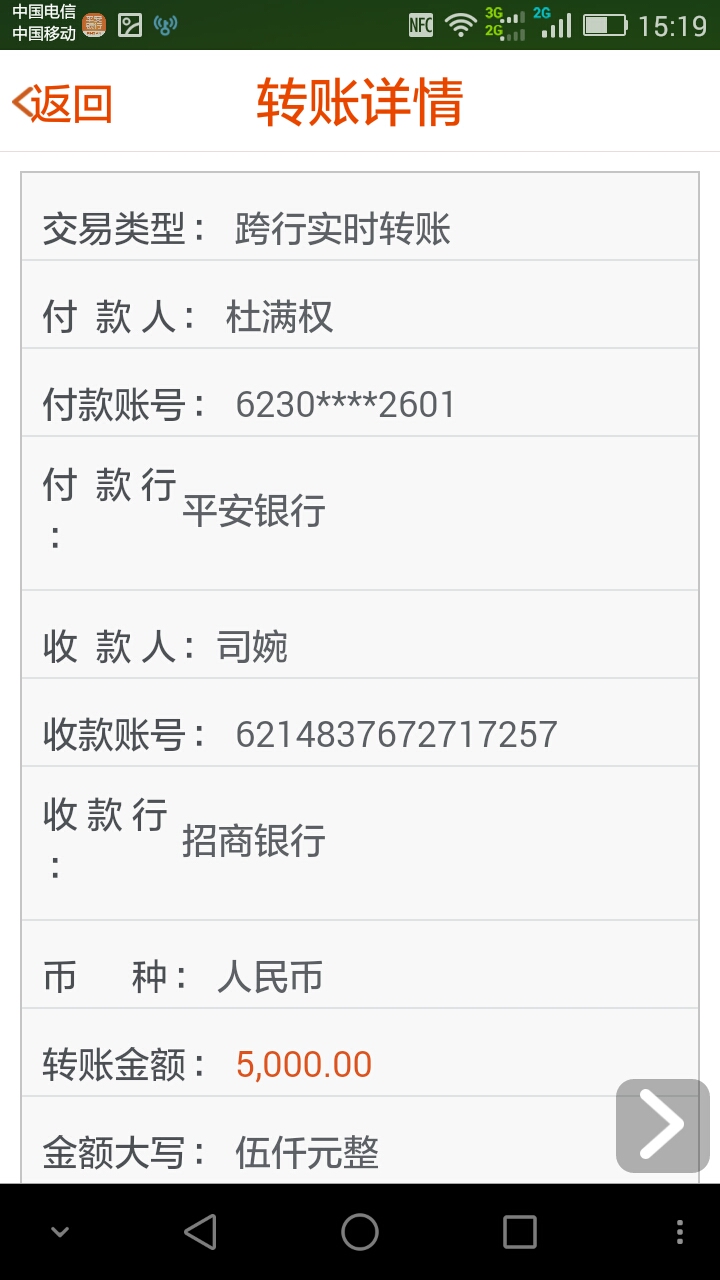 中国电信
中国移动
NFC 3G 2G 2G 15:19
返回 转账详情
交易类型： 跨行实时转账
付 款 人： 杜满权
付款账号： 6230****2601
付 款 行
： 平安银行
收 款 人： 司婉
收款账号： 6214837672717257
收 款 行
： 招商银行
币 种： 人民币
转账金额： 5,000.00
金额大写： 伍仟元整